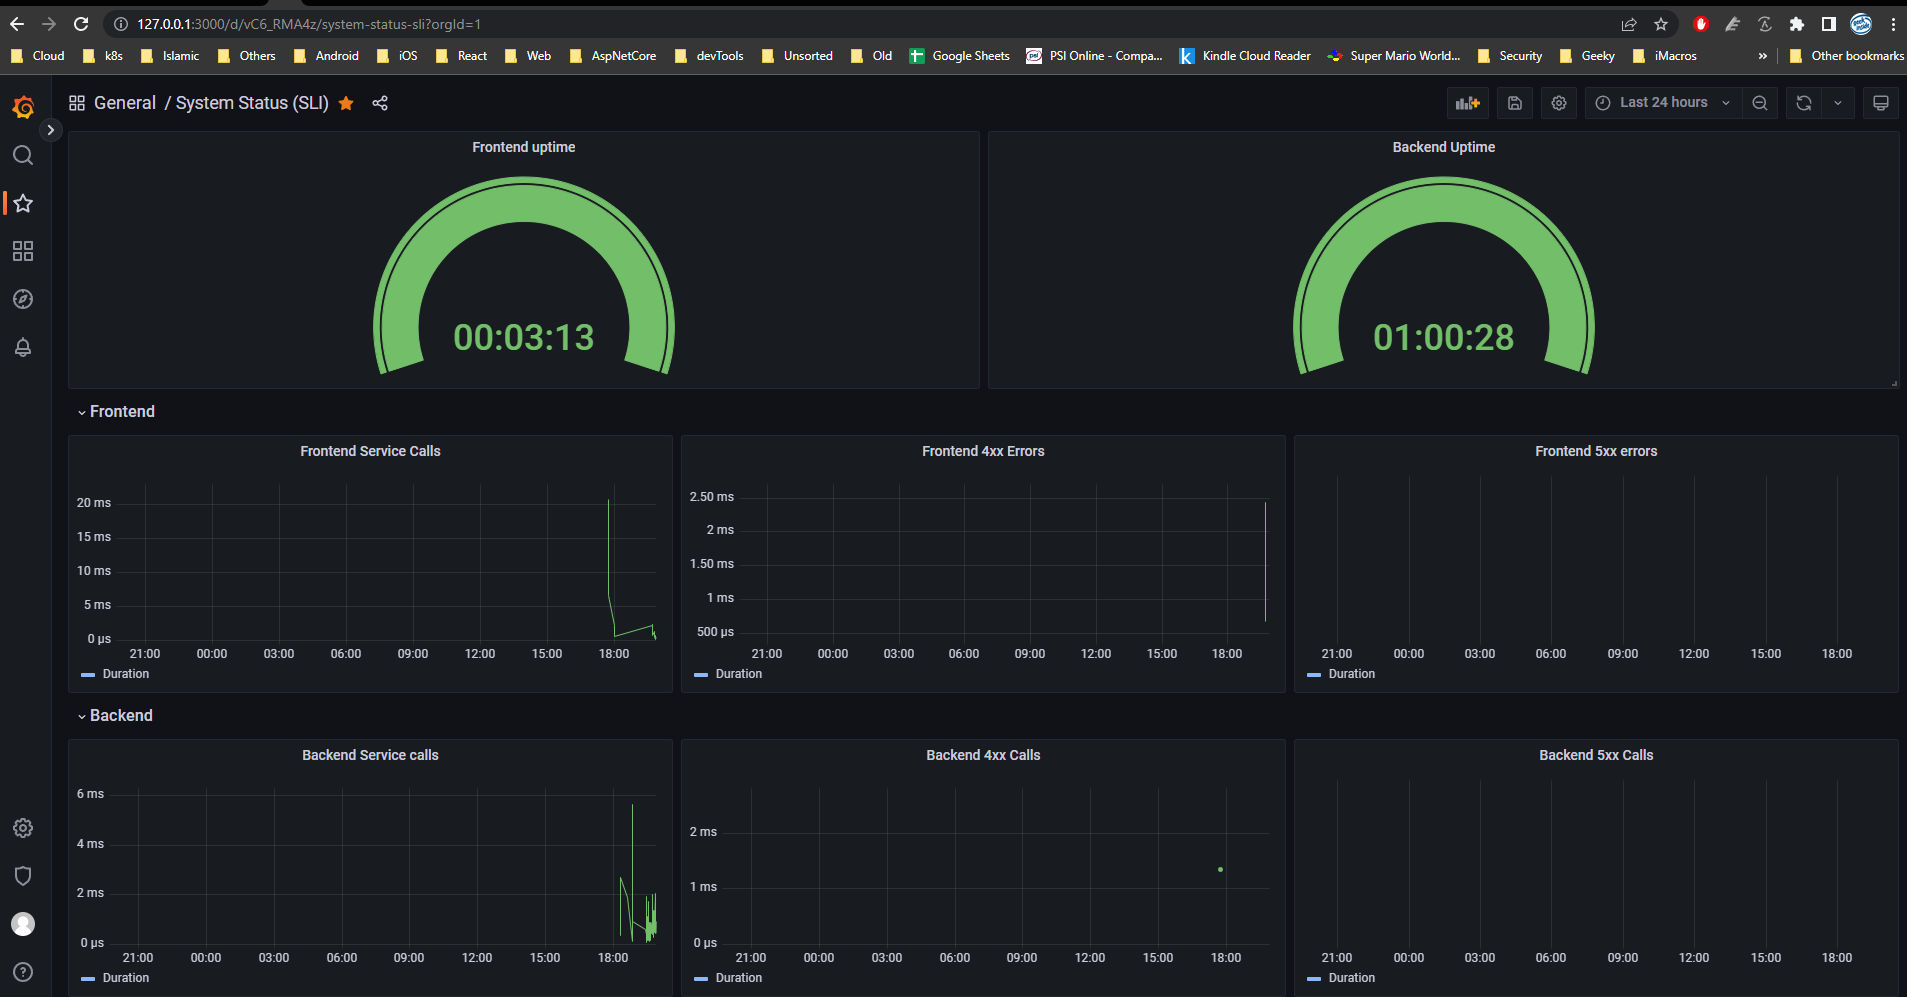 127.0.0.1:3000/d/vC6_RMA4z/system-status-sli?orgId=1
Cloud k8s Islamic Others Android iOS React Web AspNetCore devTools Unsorted Old Google Sheets PSI Online - Compa... Kindle Cloud Reader Super Mario World... Security Geeky iMacros » Other bookmarks
General / System Status (SLI) Last 24 hours
Frontend uptime
00:03:13
Backend Uptime
01:00:28
Frontend
Frontend Service Calls
20 ms
15 ms
10 ms
5 ms
0 µs
21:00 00:00 03:00 06:00 09:00 12:00 15:00 18:00
Duration
Frontend 4xx Errors
2.50 ms
2 ms
1.50 ms
1 ms
500 µs
21:00 00:00 03:00 06:00 09:00 12:00 15:00 18:00
Duration
Frontend 5xx errors
21:00 00:00 03:00 06:00 09:00 12:00 15:00 18:00
Duration
Backend
Backend Service calls
6 ms
4 ms
2 ms
0 µs
21:00 00:00 03:00 06:00 09:00 12:00 15:00 18:00
Duration
Backend 4xx Calls
2 ms
1 ms
0 µs
21:00 00:00 03:00 06:00 09:00 12:00 15:00 18:00
Duration
Backend 5xx Calls
21:00 00:00 03:00 06:00 09:00 12:00 15:00 18:00
Duration